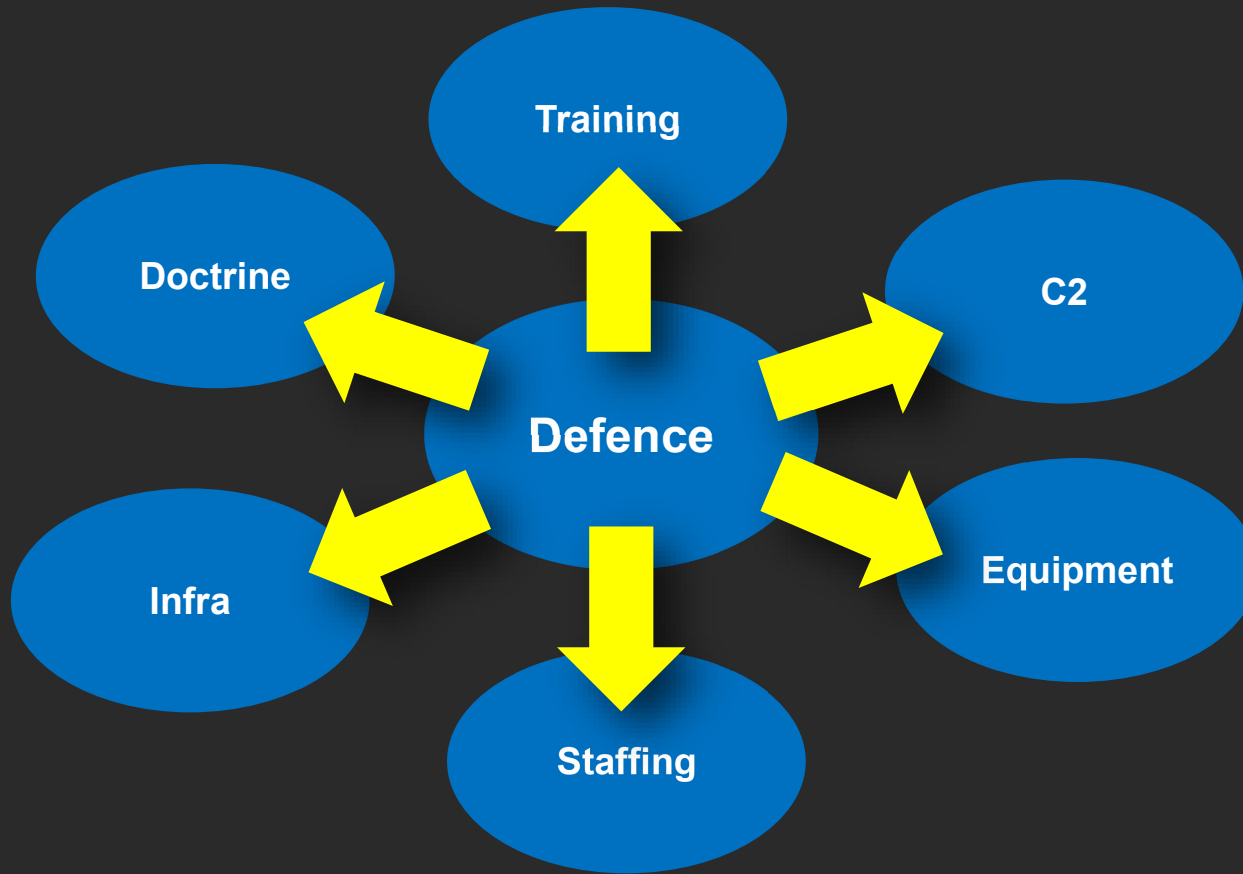 Training
Doctrine
C2
Defence
Equipment
Infra
Staffing